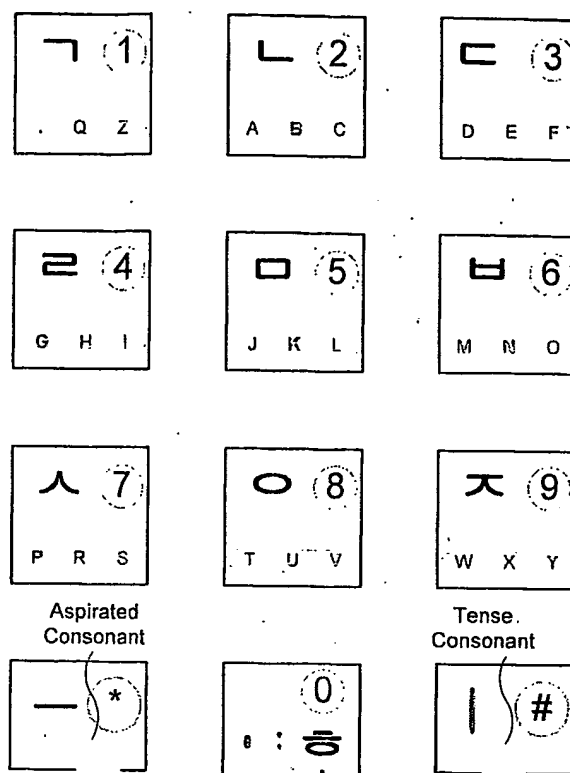 ㄱ 1 ㄴ 2 ㄷ 3
. Q Z A B C D E F
ㄹ 4 ㅁ 5 ㅂ 6
G H I J K L M N O
ㅅ 7 ㅇ 8 ㅈ 9
P R S T U V W X Y
Aspirated Tense
Consonant Consonant
ㅡ * 0 ㅣ #
: ㅎ